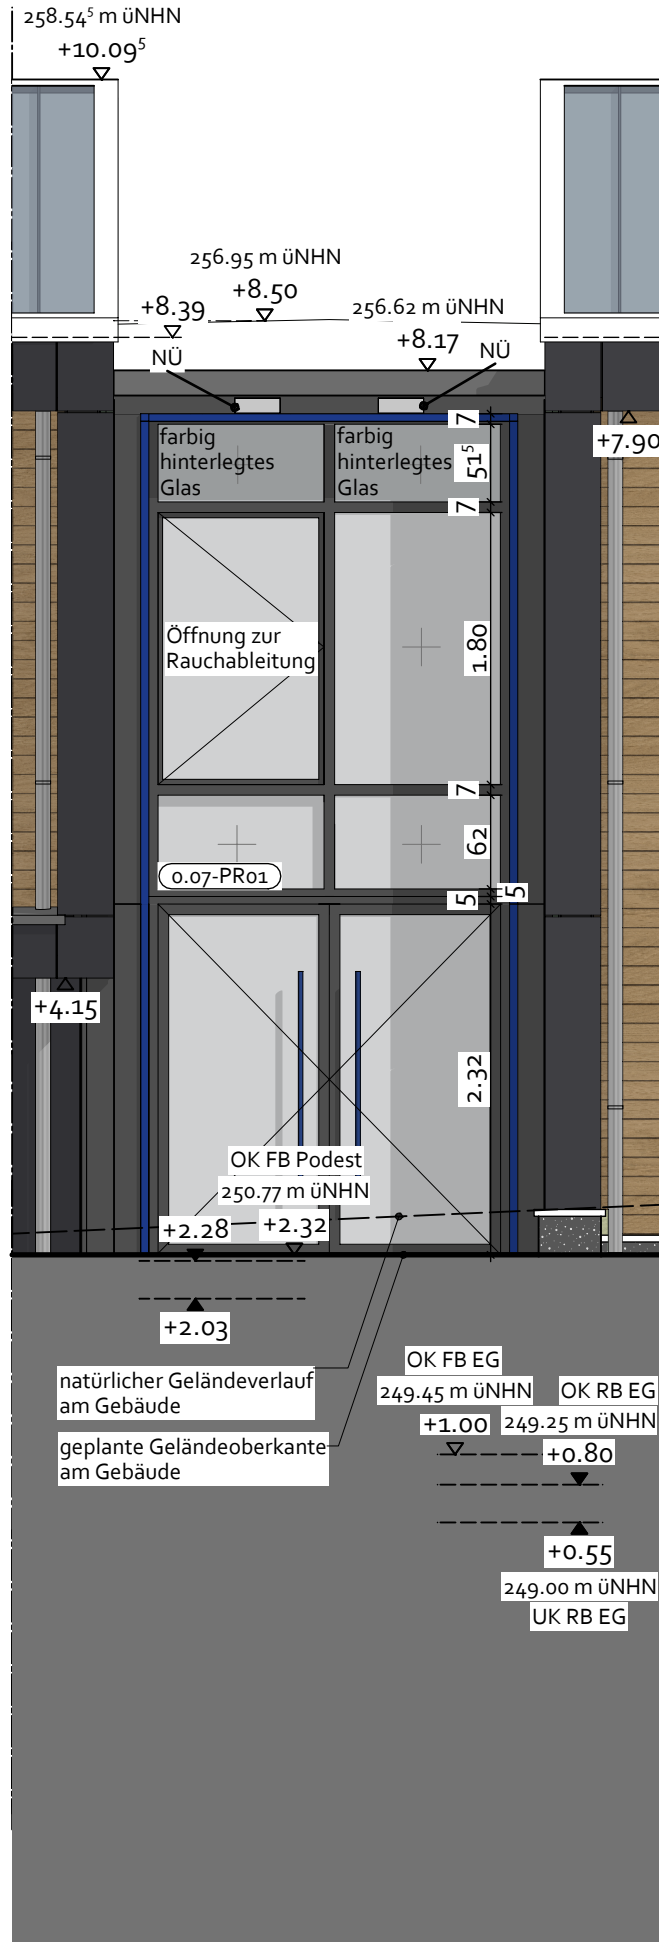 258.54⁵ m üNHN
+10.09⁵
256.95 m üNHN
+8.50
+8.39
256.62 m üNHN
+8.17
NÜ
NÜ
+7.90
7
farbig
hinterlegtes
Glas
farbig
hinterlegtes
Glas
51⁵
7
Öffnung zur
Rauchableitung
1.80
7
62
0.07-PR01
5
5
+4.15
2.32
OK FB Podest
250.77 m üNHN
+2.28
+2.32
+2.03
natürlicher Geländeverlauf
am Gebäude
geplante Geländeoberkante
am Gebäude
OK FB EG
249.45 m üNHN
+1.00
OK RB EG
249.25 m üNHN
+0.80
+0.55
249.00 m üNHN
UK RB EG